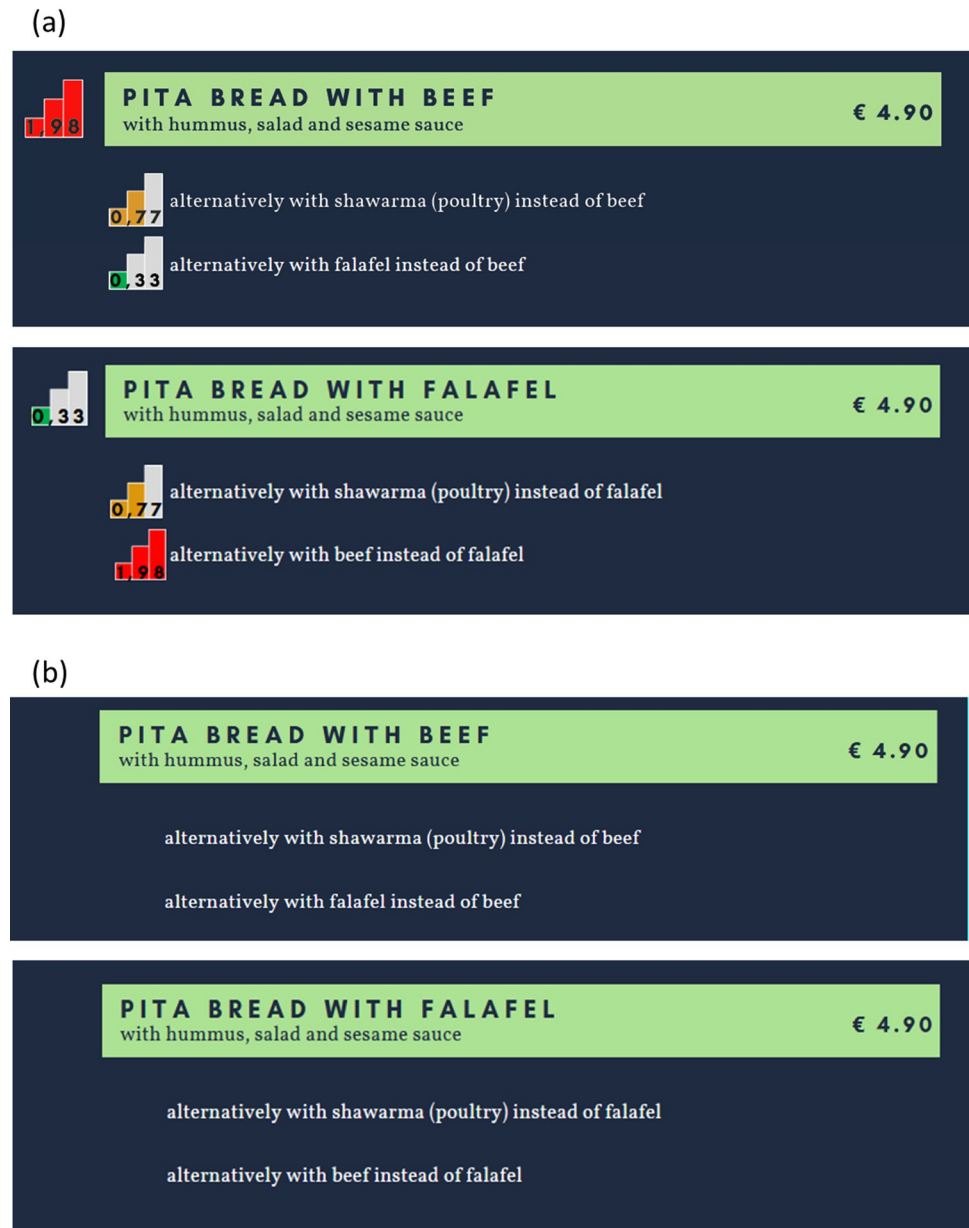 (a)
PITA BREAD WITH BEEF
with hummus, salad and sesame sauce
€ 4.90
1,98
0,77 alternatively with shawarma (poultry) instead of beef
0,33 alternatively with falafel instead of beef
PITA BREAD WITH FALAFEL
with hummus, salad and sesame sauce
€ 4.90
0,33
0,77 alternatively with shawarma (poultry) instead of falafel
1,98 alternatively with beef instead of falafel
(b)
PITA BREAD WITH BEEF
with hummus, salad and sesame sauce
€ 4.90
alternatively with shawarma (poultry) instead of beef
alternatively with falafel instead of beef
PITA BREAD WITH FALAFEL
with hummus, salad and sesame sauce
€ 4.90
alternatively with shawarma (poultry) instead of falafel
alternatively with beef instead of falafel